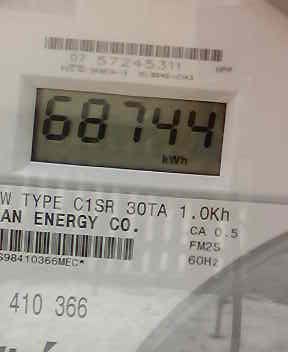 07 57245311
68744
kWh
W TYPE C1SR 30TA 1.0Kh
AN ENERGY CO.
CA 0.5
FM2S
S98410366MEC*
60Hz
410 366